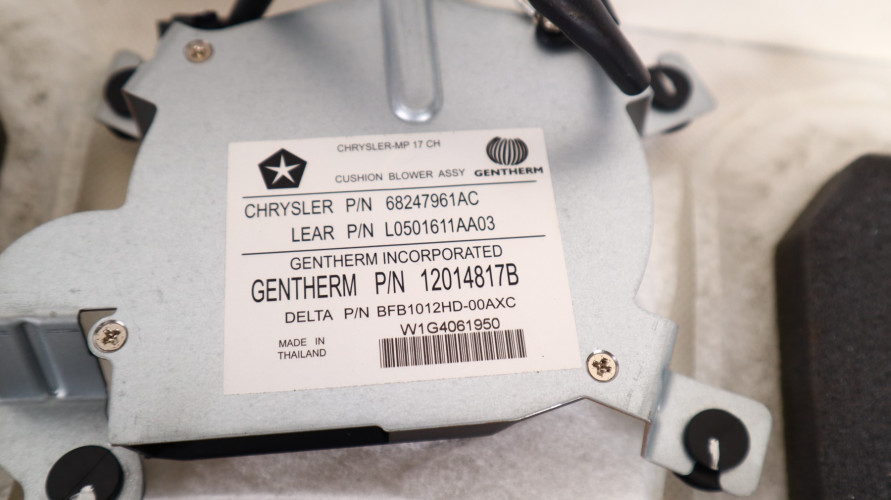 CHRYSLER-MP 17 CH
CUSHION BLOWER ASSY
GENTHERM
CHRYSLER P/N 68247961AC
LEAR P/N L0501611AA03
GENTHERM INCORPORATED
GENTHERM P/N 12014817B
DELTA P/N BFB1012HD-00AXC
W1G4061950
MADE IN
THAILAND